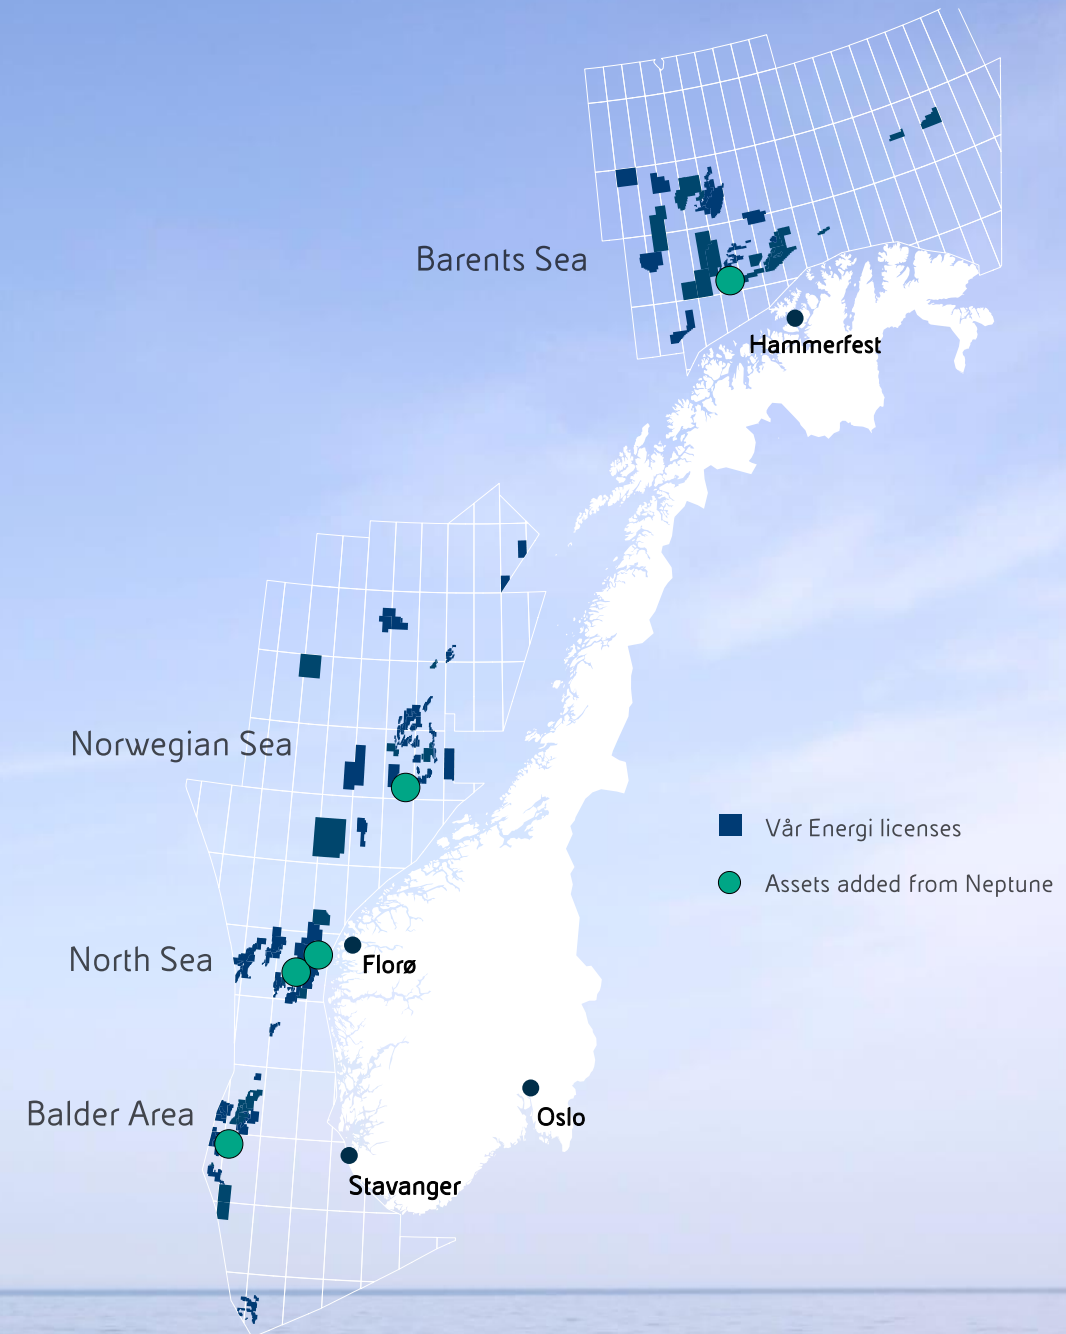 Barents Sea
Hammerfest
Norwegian Sea
Vår Energi licenses
Assets added from Neptune
North Sea
Florø
Balder Area
Oslo
Stavanger